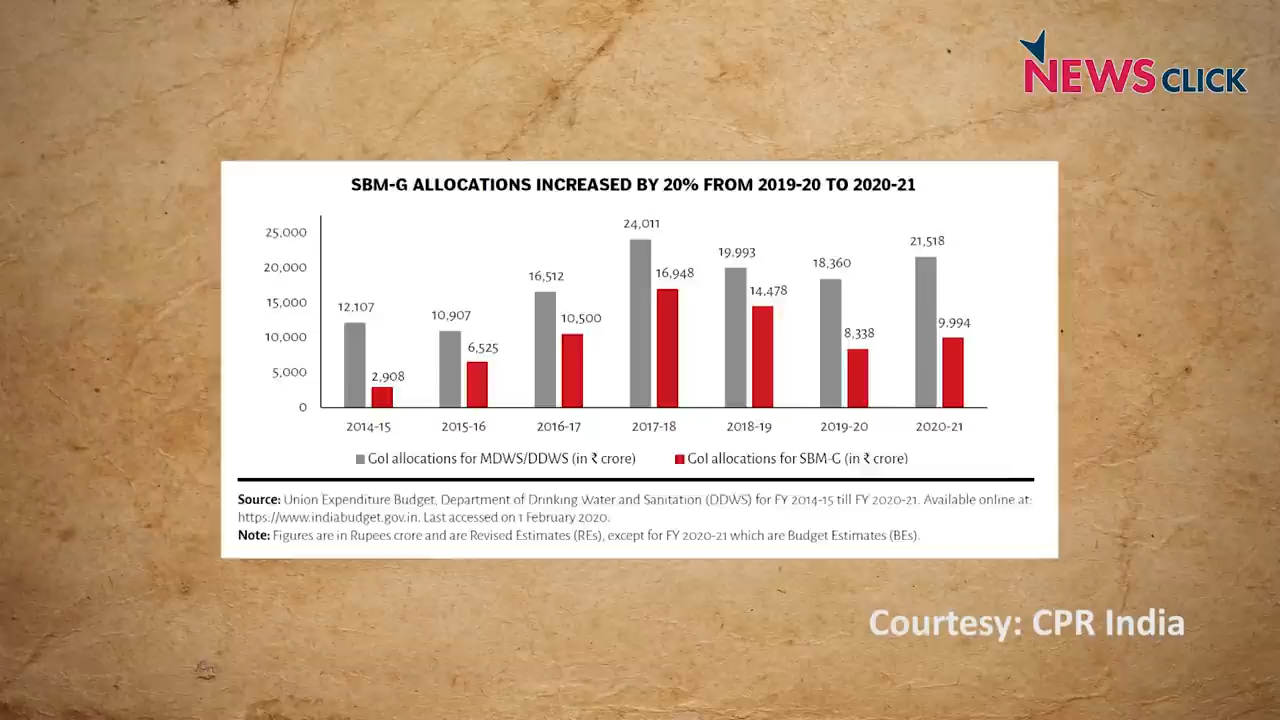 NEWSCLICK
SBM-G ALLOCATIONS INCREASED BY 20% FROM 2019-20 TO 2020-21
25,000
20,000
15,000
10,000
5,000
0
12,107
2,908
10,907
6,525
16,512
10,500
24,011
16,948
19,993
14,478
18,360
8,338
21,518
9,994
2014-15 2015-16 2016-17 2017-18 2018-19 2019-20 2020-21
GoI allocations for MDWS/DDWS (in ₹ crore) GoI allocations for SBM-G (in ₹ crore)
Source: Union Expenditure Budget, Department of Drinking Water and Sanitation (DDWS) for FY 2014-15 till FY 2020-21. Available online at:
https://www.indiabudget.gov.in. Last accessed on 1 February 2020.
Note: Figures are in Rupees crore and are Revised Estimates (REs), except for FY 2020-21 which are Budget Estimates (BEs).
Courtesy: CPR India